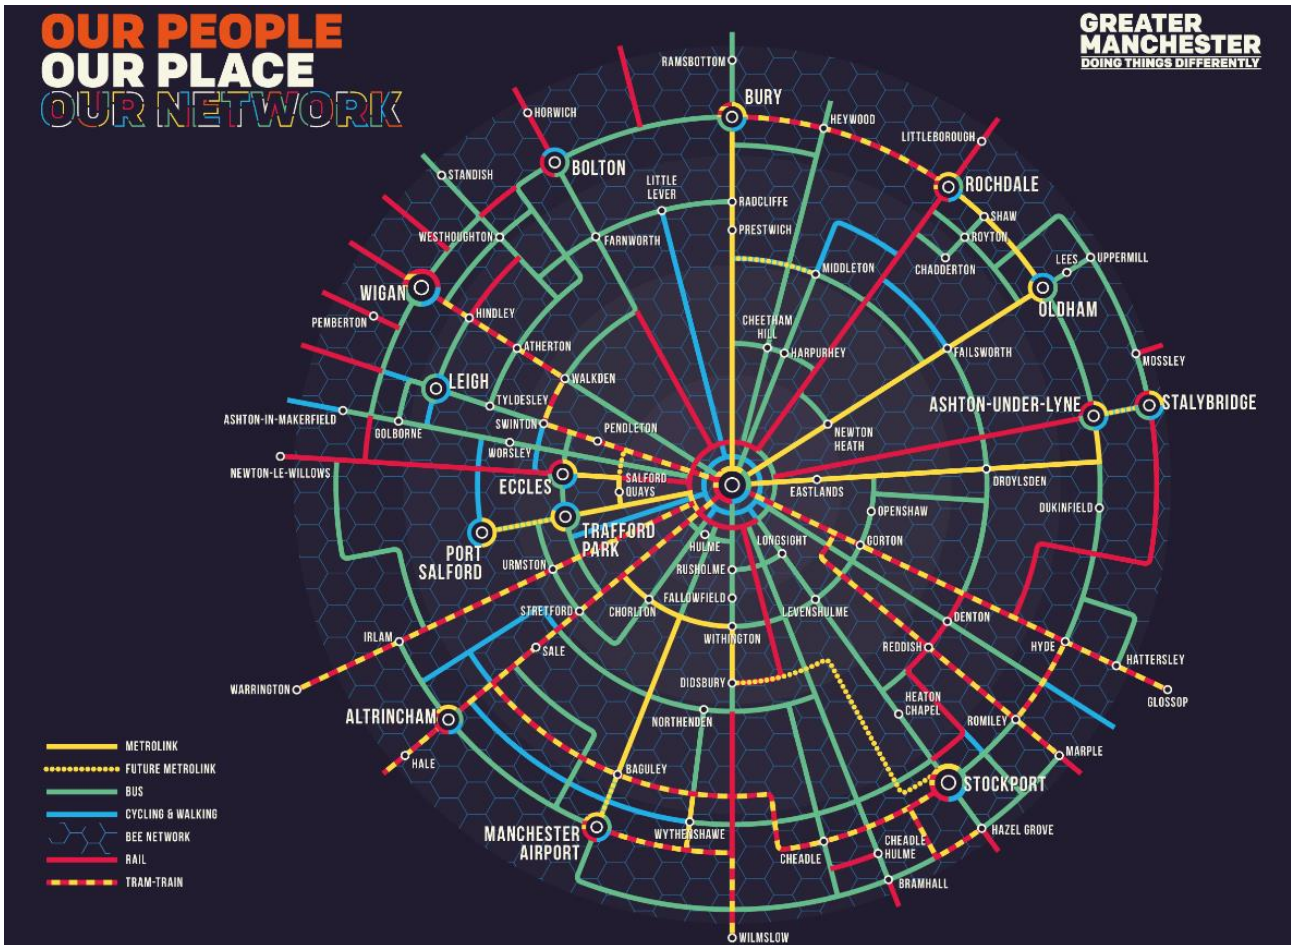 OUR PEOPLE
OUR PLACE
OUR NETWORK
GREATER
MANCHESTER
DOING THINGS DIFFERENTLY
RAMSBOTTOM
BURY
HEYWOOD
HORWICH
LITTLEBOROUGH
BOLTON
STANDISH
LITTLE
LEVER
ROCHDALE
RADCLIFFE
SHAW
PRESTWICH
WESTHOUGHTON
FARNWORTH
ROYTON
CHADDERTON
LEES
UPPERMILL
MIDDLETON
WIGAN
OLDHAM
PEMBERTON
HINDLEY
CHEETHAM
HILL
HARPURHEY
ATHERTON
FAILSWORTH
MOSSLEY
WALKDEN
LEIGH
ASHTON-UNDER-LYNE
STALYBRIDGE
TYLDESLEY
ASHTON-IN-MAKERFIELD
GOLBORNE
SWINTON
PENDLETON
NEWTON
HEATH
WORSLEY
NEWTON-LE-WILLOWS
ECCLES
SALFORD
QUAYS
EASTLANDS
DROYLSDEN
OPENSHAW
DUKINFIELD
TRAFFORD
PARK
PORT
SALFORD
HULME
LONGSIGHT
GORTON
URMSTON
RUSHOLME
STRETFORD
CHORLTON
FALLOWFIELD
LEVENSHULME
WITHINGTON
DENTON
IRLAM
SALE
REDDISH
HYDE
HATTERSLEY
WARRINGTON
DIDSBURY
GLOSSOP
ALTRINCHAM
NORTHENDEN
HEATON
CHAPEL
ROMILEY
HALE
MARPLE
BAGULEY
STOCKPORT
MANCHESTER
AIRPORT
WYTHENSHAWE
HAZEL GROVE
CHEADLE
CHEADLE
HULME
BRAMHALL
WILMSLOW
METROLINK
FUTURE METROLINK
BUS
CYCLING & WALKING
BEE NETWORK
RAIL
TRAM-TRAIN